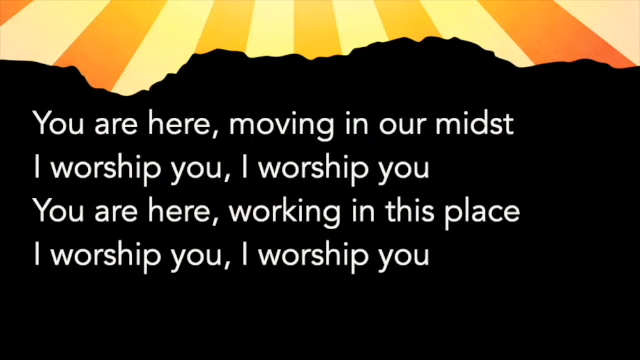 You are here, moving in our midst
I worship you, I worship you
You are here, working in this place
I worship you, I worship you